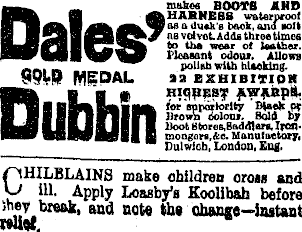 Dales'
GOLD MEDAL
Dubbin
makes BOOTS AND
HARNESS waterproof
as a duck's back, and soft
as velvet. Adds three times
to the wear of leather.
Pleasant odour. Allows
polish with blacking.
22 EXHIBITION
HIGHEST AWARDS.
for superiority Black or
Brown colour. Sold by
Boot Stores, Saddlers, Iron-
mongers, &c. Manufactory,
Dulwich, London, Eng.
CHILBLAINS make children cross and
ill. Apply Loasby's Koolibah before
they break, and note the change—instant
relief.